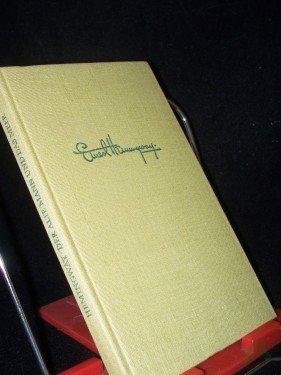 Ernest Hemingway.
HEMINGWAY · DER ALTE MANN UND DAS MEER